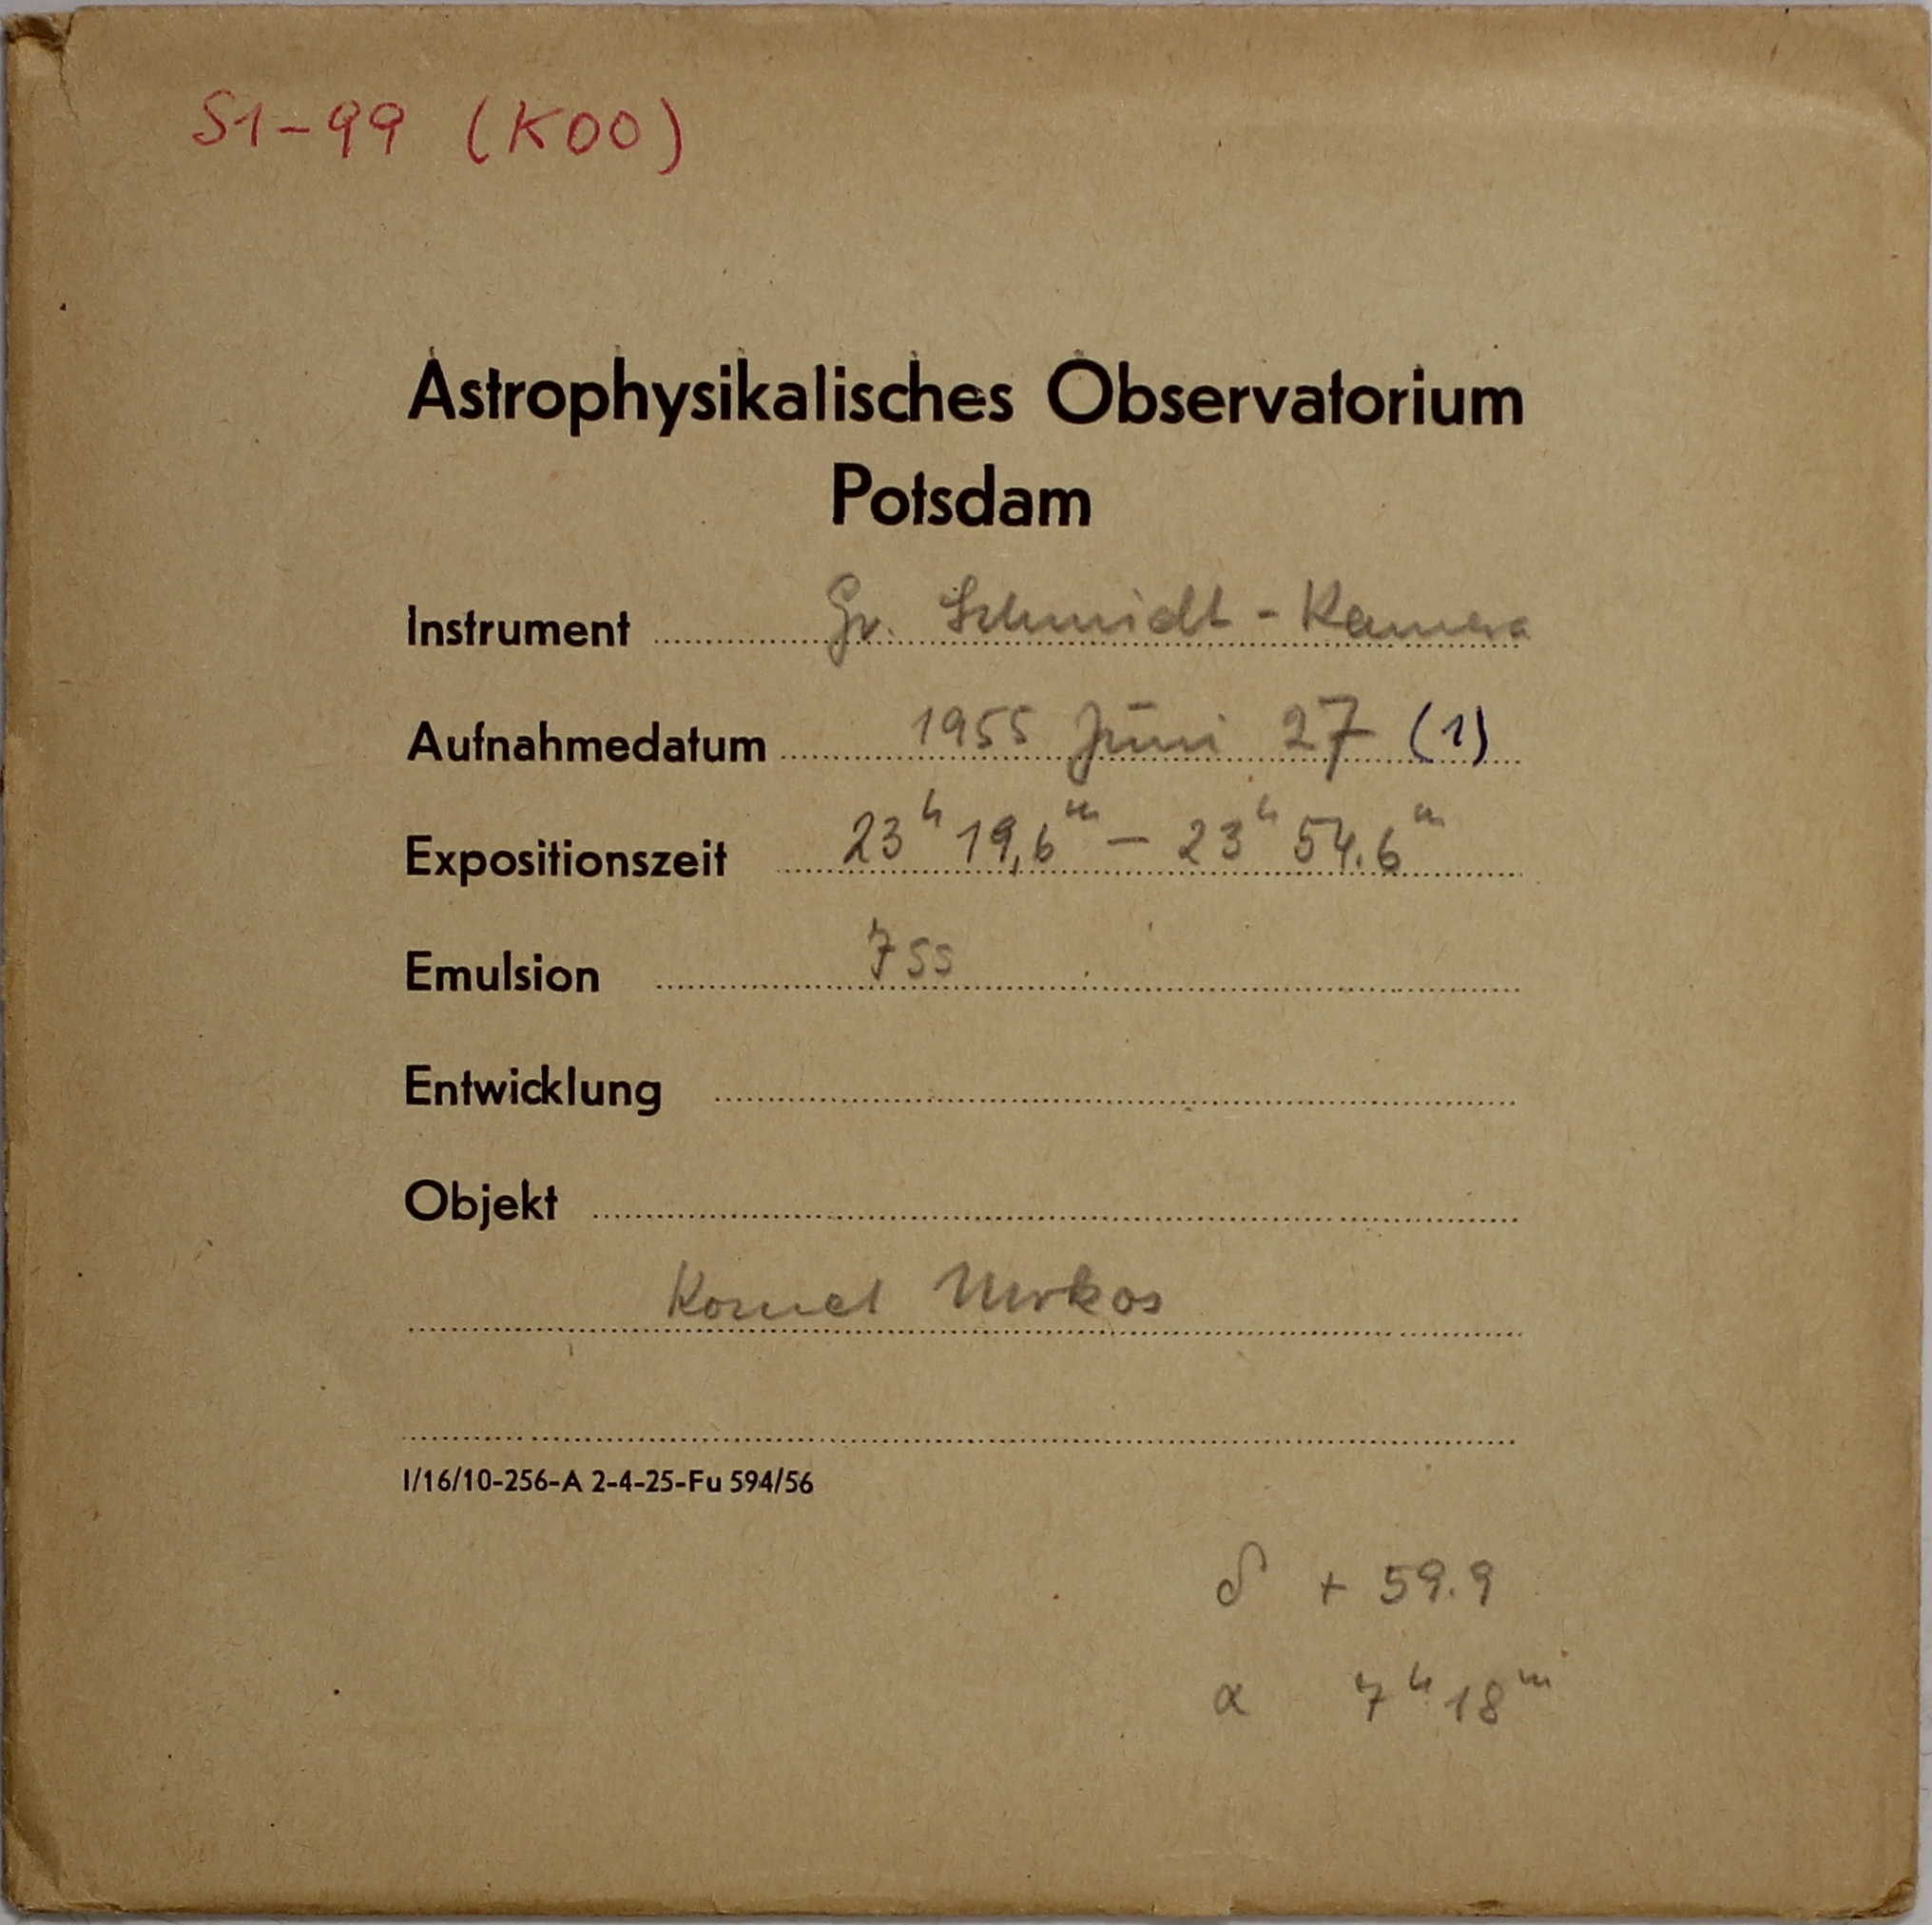 S1-99 (K00)
Astrophysikalisches Observatorium
Potsdam
Instrument Gr. Schmidt-Kamera
Aufnahmedatum 1955 Juni 27 (1)
Expositionszeit 23h 19,6m – 23h 54.6m
Emulsion 7ss
Entwicklung
Objekt
Komet Mrkos
I/16/10-256-A 2-4-25-Fu 594/56
δ + 59.9
α 7h 18m